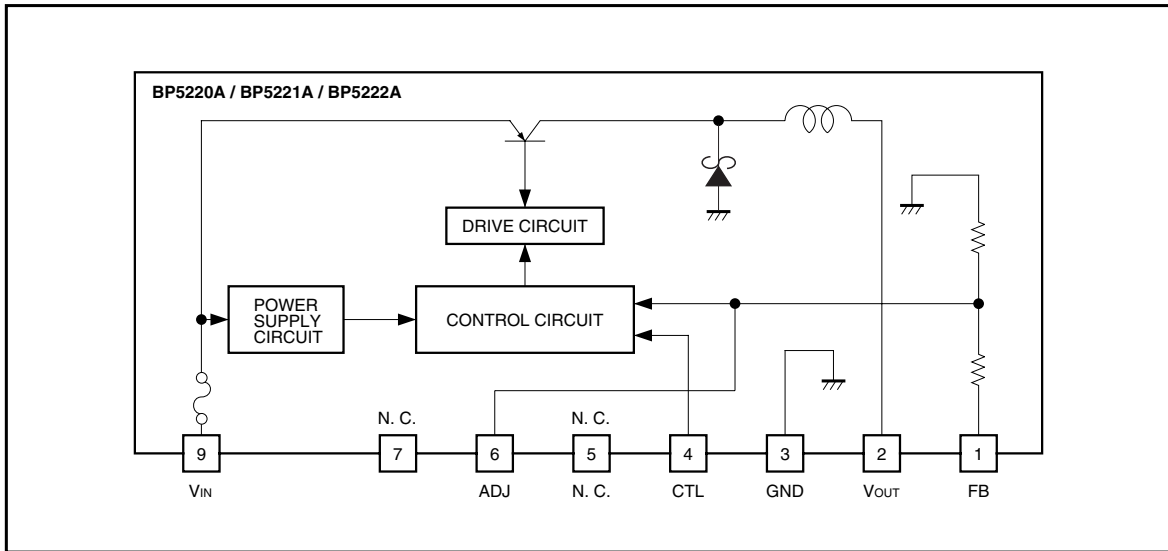 BP5220A / BP5221A / BP5222A
DRIVE CIRCUIT
POWER
SUPPLY
CIRCUIT
CONTROL CIRCUIT
N. C. N. C.
9 7 6 5 4 3 2 1
VIN ADJ N. C. CTL GND VOUT FB